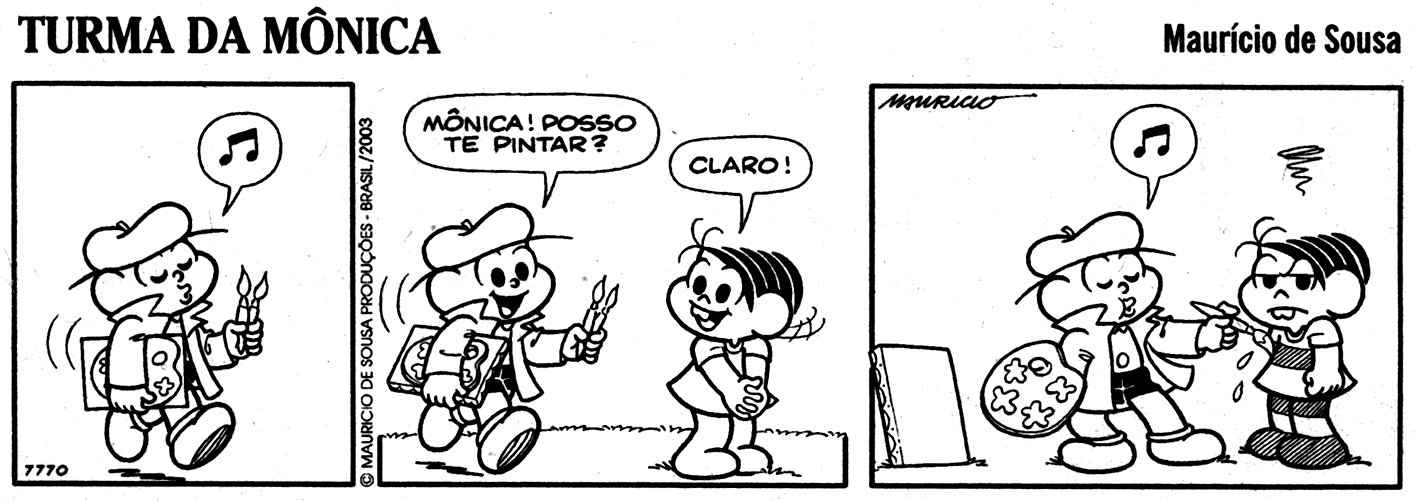 TURMA DA MÔNICA
Maurício de Sousa
7770
© MAURICIO DE SOUSA PRODUÇÕES - BRASIL/2003
MÔNICA! POSSO
TE PINTAR?
CLARO!
MAURICIO